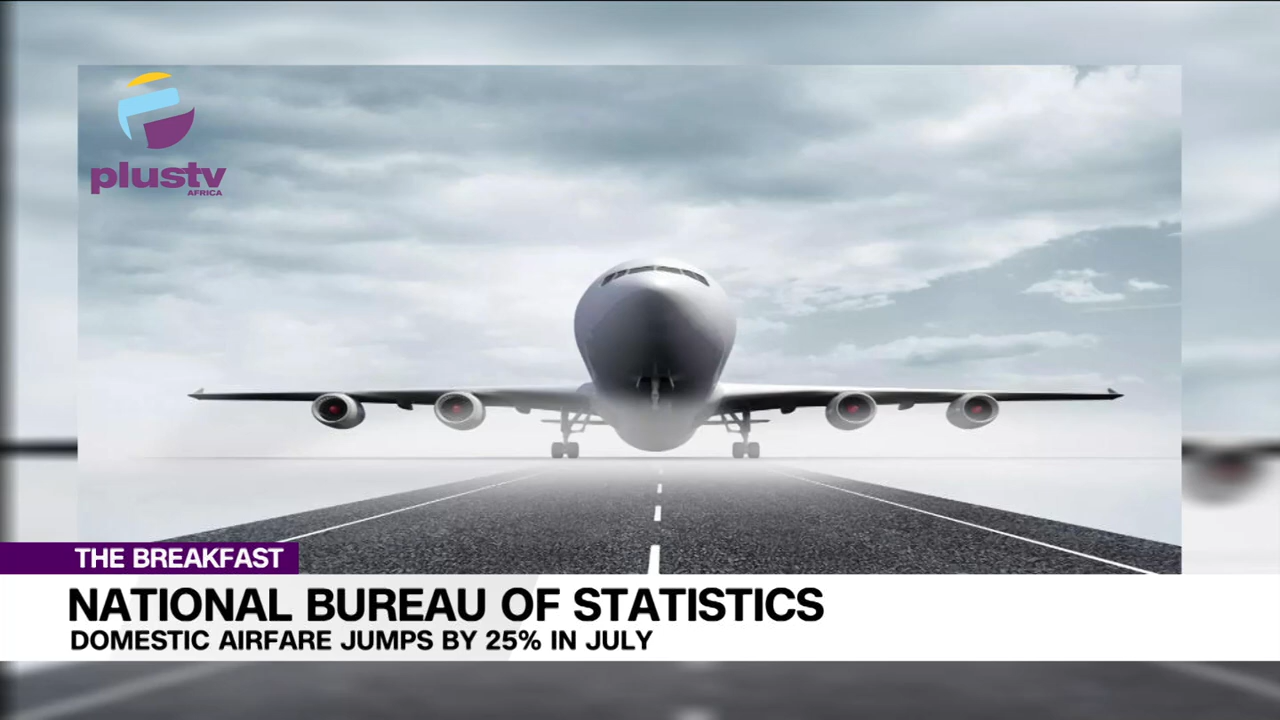 plustv
AFRICA
THE BREAKFAST
NATIONAL BUREAU OF STATISTICS
DOMESTIC AIRFARE JUMPS BY 25% IN JULY